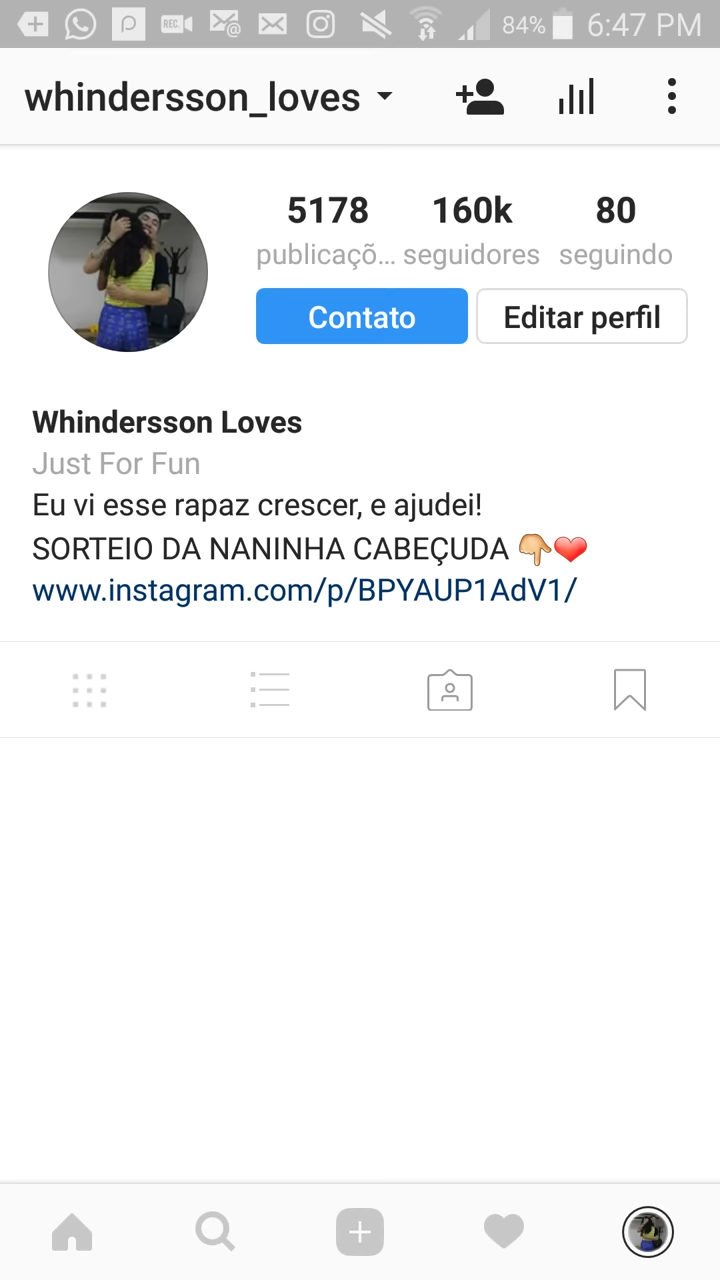 REC. 84% 6:47 PM
whindersson_loves
5178 160k 80
publicaçõ... seguidores seguindo
Contato Editar perfil
Whindersson Loves
Just For Fun
Eu vi esse rapaz crescer, e ajudei!
SORTEIO DA NANINHA CABEÇUDA 👇❤
www.instagram.com/p/BPYAUP1AdV1/